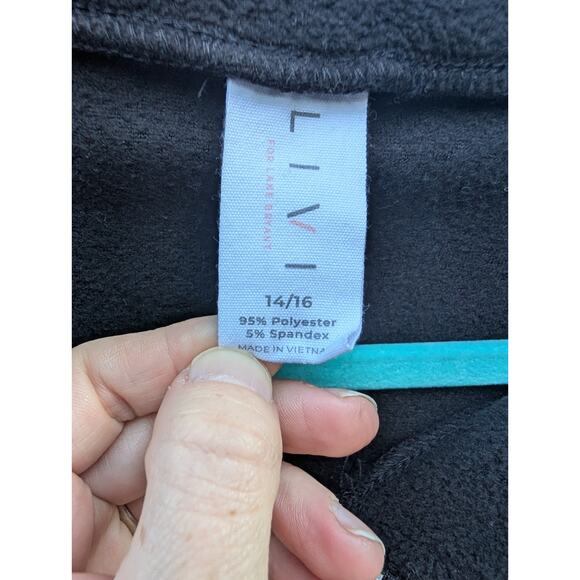 LIVI
FOR LANE BRYANT
14/16
95% Polyester
5% Spandex
MADE IN VIETNA